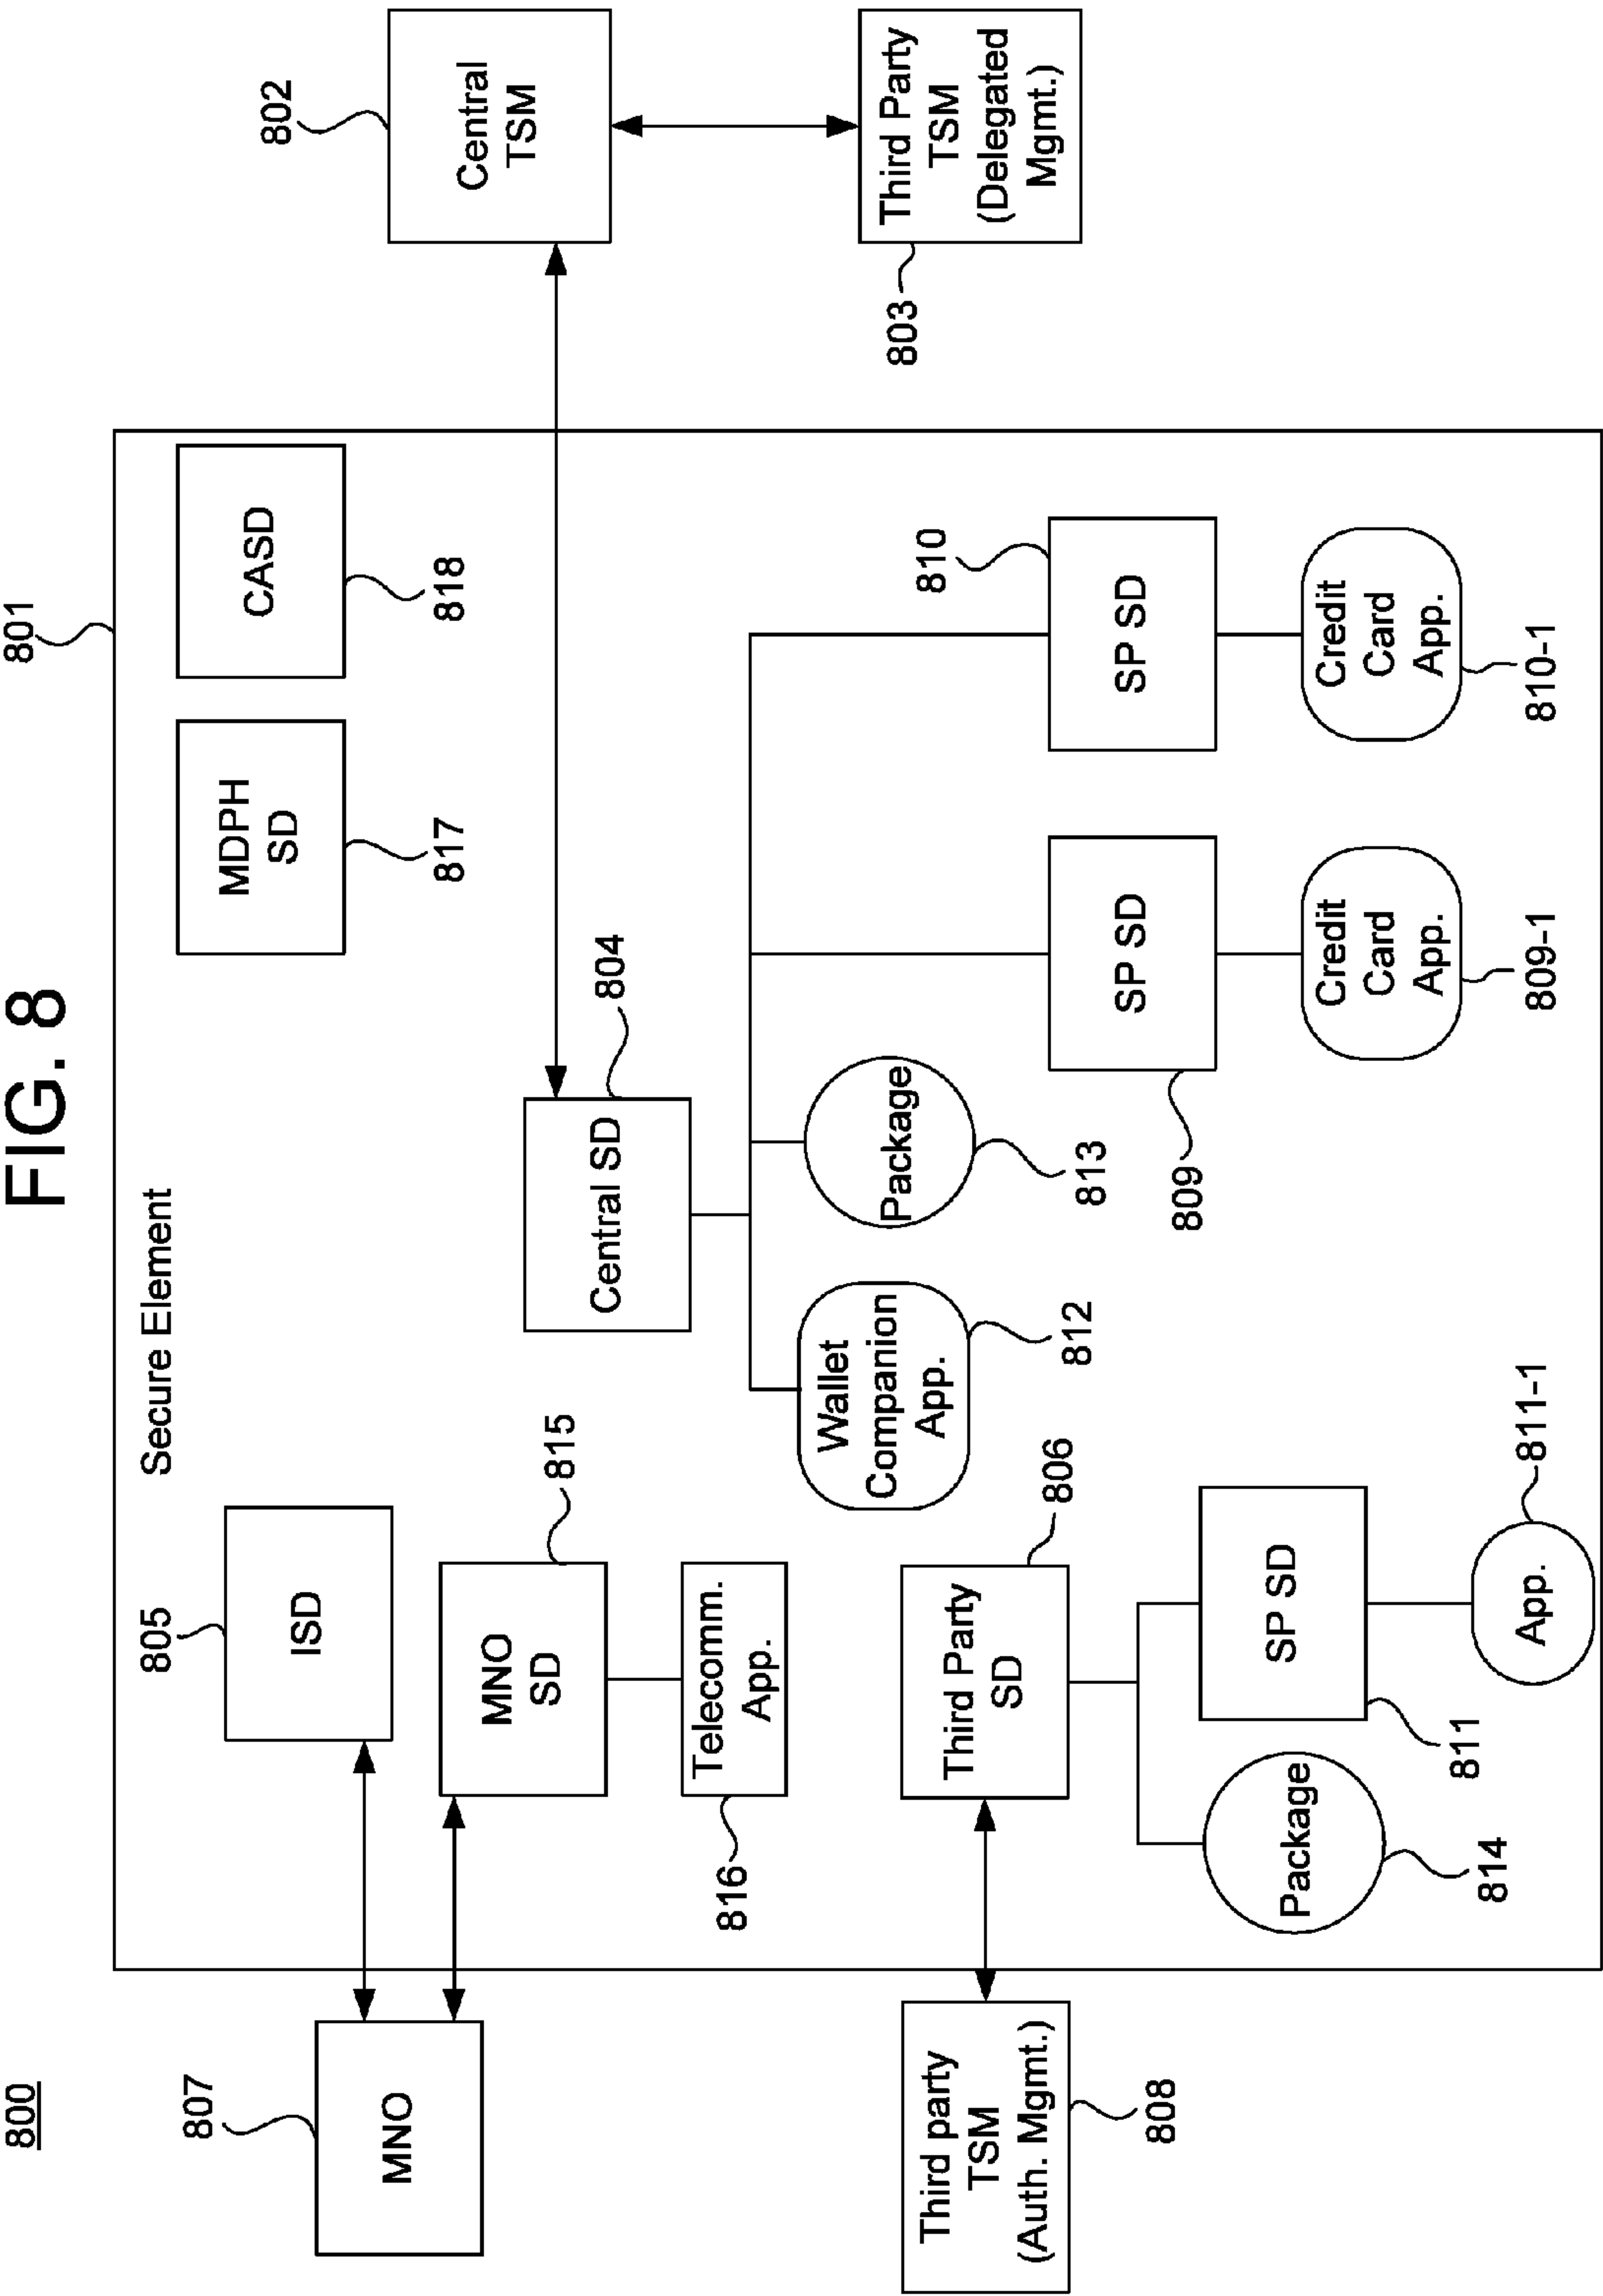 FIG. 8
800
801
Secure Element
802
Central
TSM
803
Third Party
TSM
(Delegated
Mgmt.)
807
MNO
805
ISD
MDPH
SD
817
CASD
818
815
MNO
SD
816
Telecomm.
App.
804
Central SD
812
Wallet
Companion
App.
813
Package
809
SP SD
809-1
Credit
Card
App.
810
SP SD
810-1
Credit
Card
App.
808
Third party
TSM
(Auth. Mgmt.)
806
Third Party
SD
814
Package
811
SP SD
811-1
App.